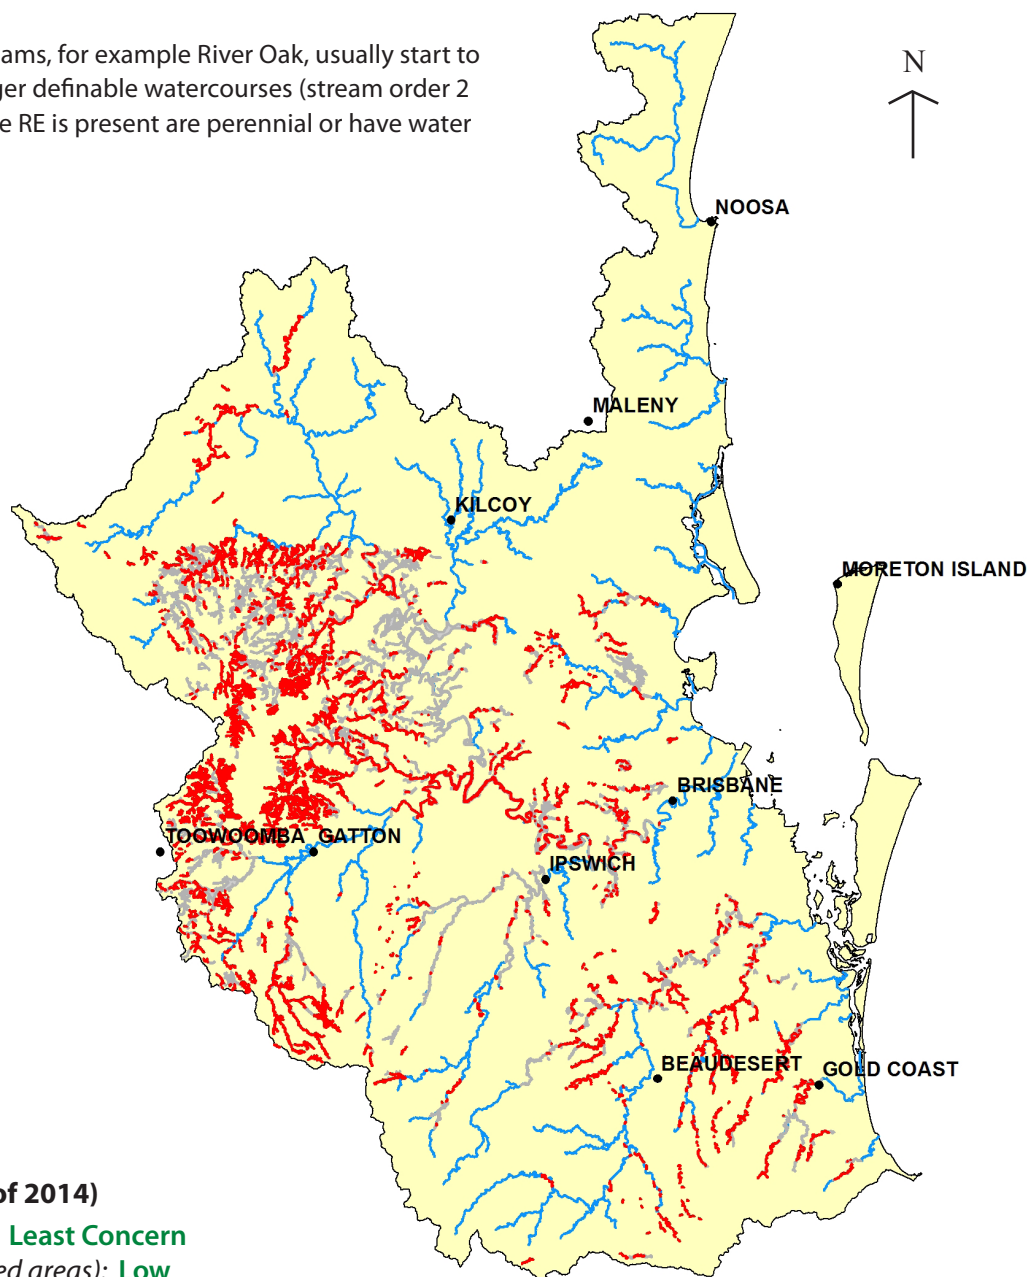 ams, for example River Oak, usually start to
ger definable watercourses (stream order 2
e RE is present are perennial or have water
N
NOOSA
MALENY
KILCOY
MORETON ISLAND
BRISBANE
TOOWOOMBA GATTON
IPSWICH
BEAUDESERT
GOLD COAST
of 2014)
Least Concern
ed areas): Low